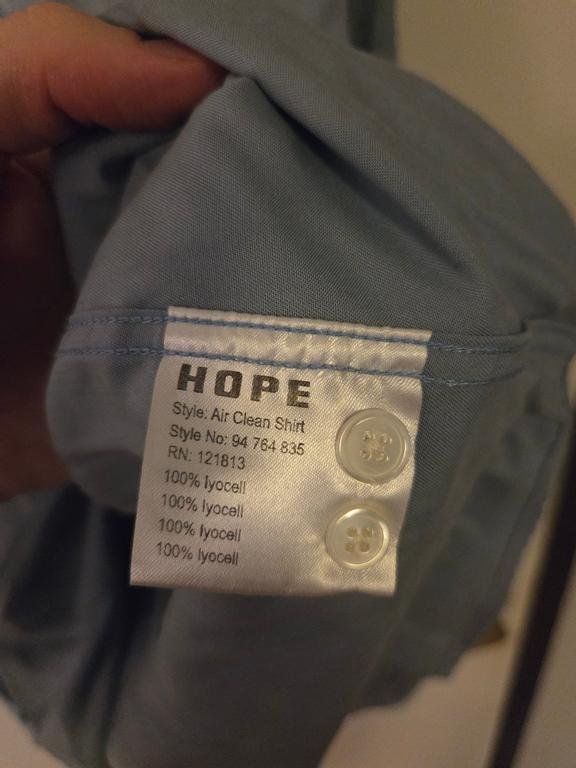 HOPE
Style: Air Clean Shirt
Style No: 94 764 835
RN: 121813
100% lyocell
100% lyocell
100% lyocell
100% lyocell